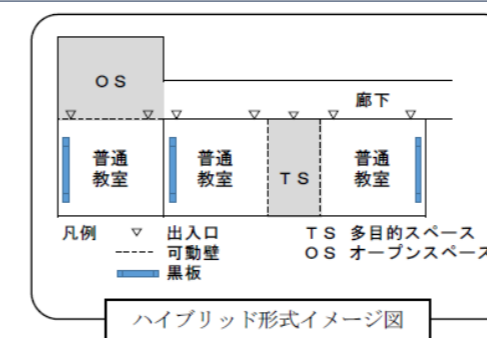 OS
廊下
普通
教室
普通
教室
TS
普通
教室
凡例 ▽ 出入口
可動壁
黒板
TS 多目的スペース
OS オープンスペース
ハイブリッド形式イメージ図